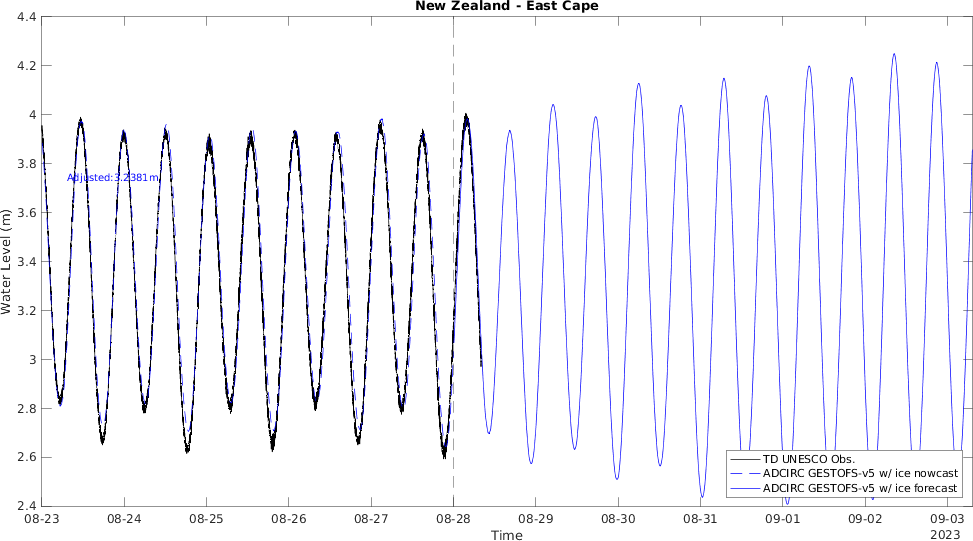 New Zealand - East Cape
4.4
4.2
4
3.8
3.6
3.4
3.2
3
2.8
2.6
2.4
Water Level (m)
Adjusted:3.2381m
TD UNESCO Obs.
ADCIRC GESTOFS-v5 w/ ice nowcast
ADCIRC GESTOFS-v5 w/ ice forecast
08-23 08-24 08-25 08-26 08-27 08-28 08-29 08-30 08-31 09-01 09-02 09-03
Time
2023